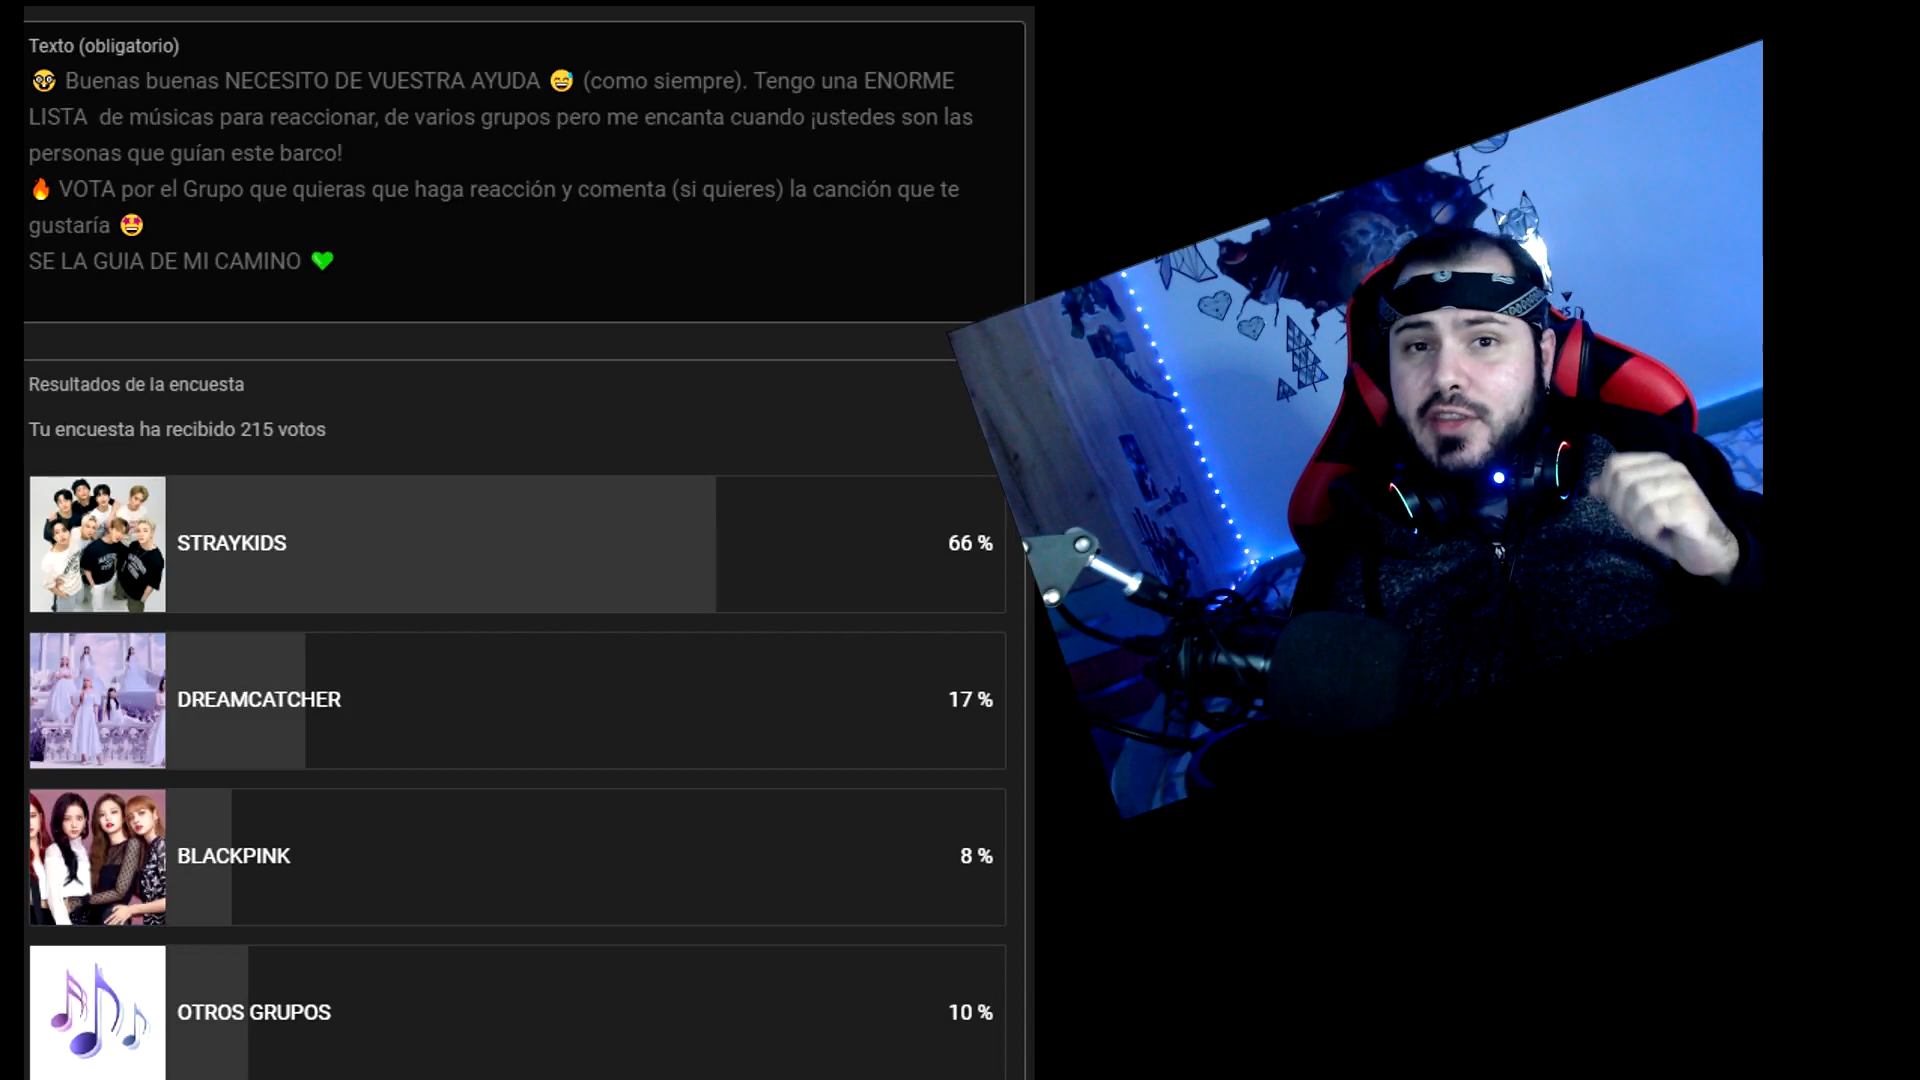 Texto (obligatorio)
🤓 Buenas buenas NECESITO DE VUESTRA AYUDA 😅 (como siempre). Tengo una ENORME
LISTA de músicas para reaccionar, de varios grupos pero me encanta cuando ¡ustedes son las
personas que guían este barco!
🔥 VOTA por el Grupo que quieras que haga reacción y comenta (si quieres) la canción que te
gustaría 🤩
SE LA GUIA DE MI CAMINO 💚
Resultados de la encuesta
Tu encuesta ha recibido 215 votos
STRAYKIDS 66 %
DREAMCATCHER 17 %
BLACKPINK 8 %
OTROS GRUPOS 10 %